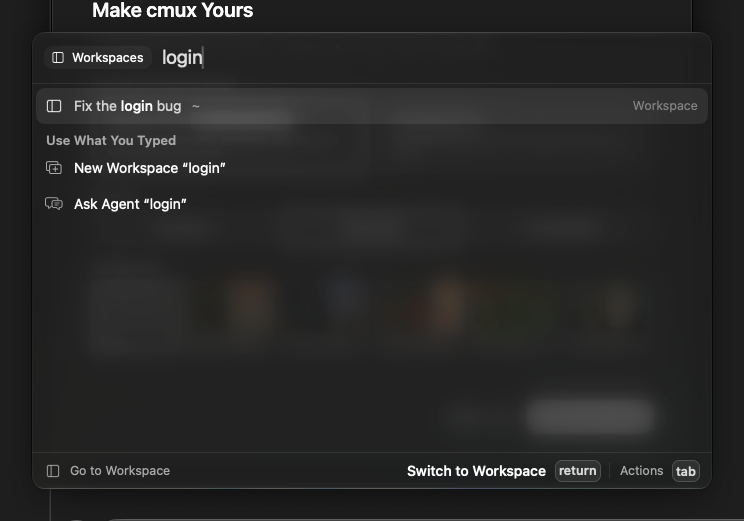 Make cmux Yours
Workspaces login
Fix the login bug ~ Workspace
Use What You Typed
New Workspace “login”
Ask Agent “login”
Go to Workspace Switch to Workspace return Actions tab